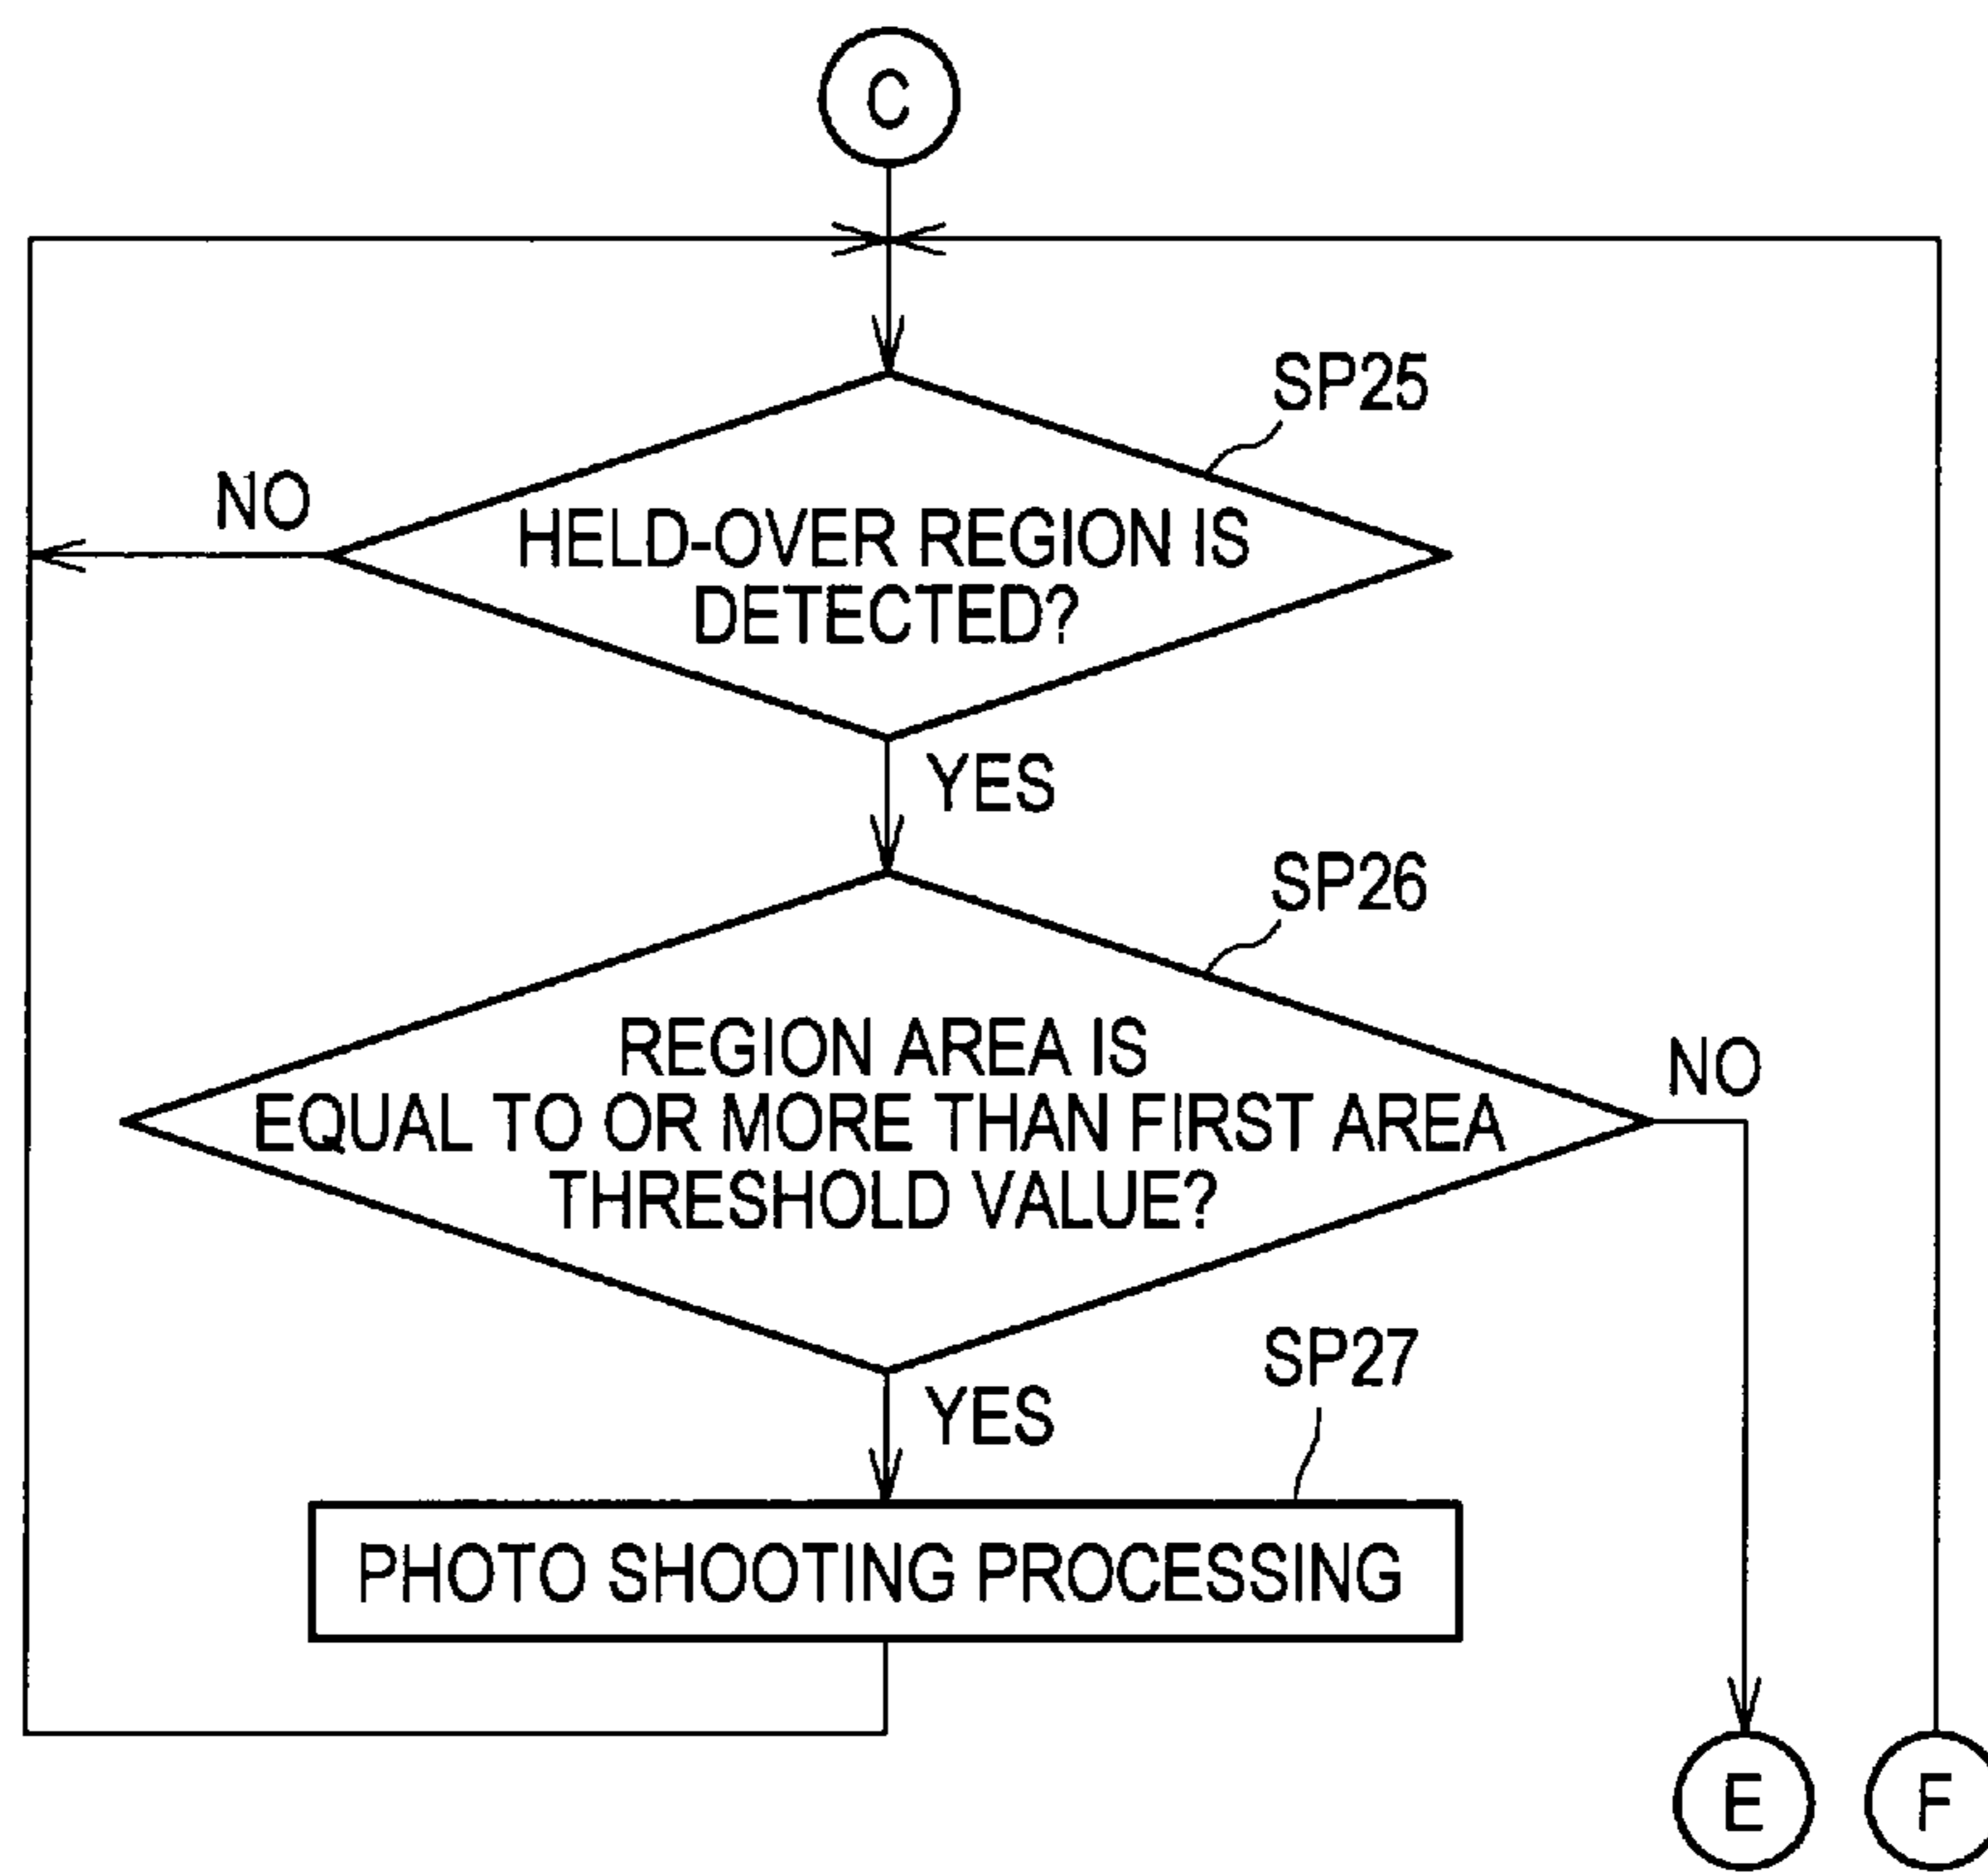 C
SP25
NO
HELD-OVER REGION IS
DETECTED?
YES
SP26
REGION AREA IS
NO
EQUAL TO OR MORE THAN FIRST AREA
THRESHOLD VALUE?
SP27
YES
PHOTO SHOOTING PROCESSING
E
F